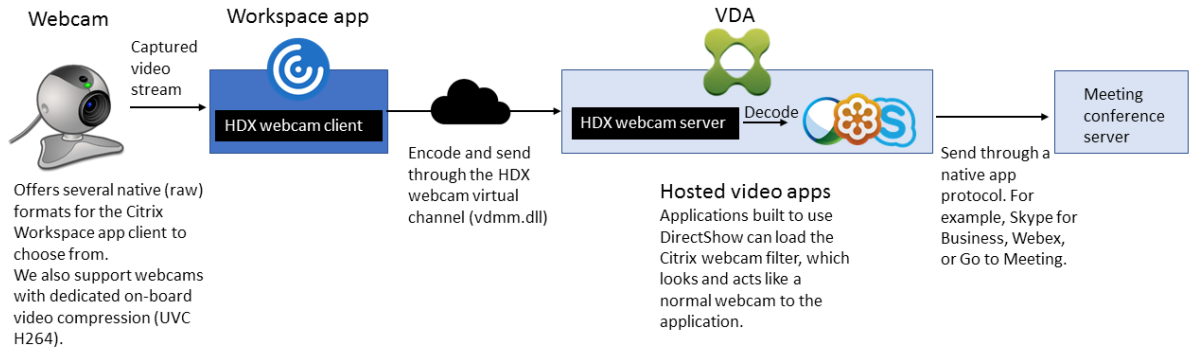 Webcam
Captured
video
stream
Offers several native (raw)
formats for the Citrix
Workspace app client to
choose from.
We also support webcams
with dedicated on-board
video compression (UVC
H264).
Workspace app
HDX webcam client
Encode and send
through the HDX
webcam virtual
channel (vdmm.dll)
VDA
HDX webcam server
Decode
S
Hosted video apps
Applications built to use
DirectShow can load the
Citrix webcam filter, which
looks and acts like a
normal webcam to the
application.
Send through a
native app
protocol. For
example, Skype for
Business, Webex,
or Go to Meeting.
Meeting
conference
server